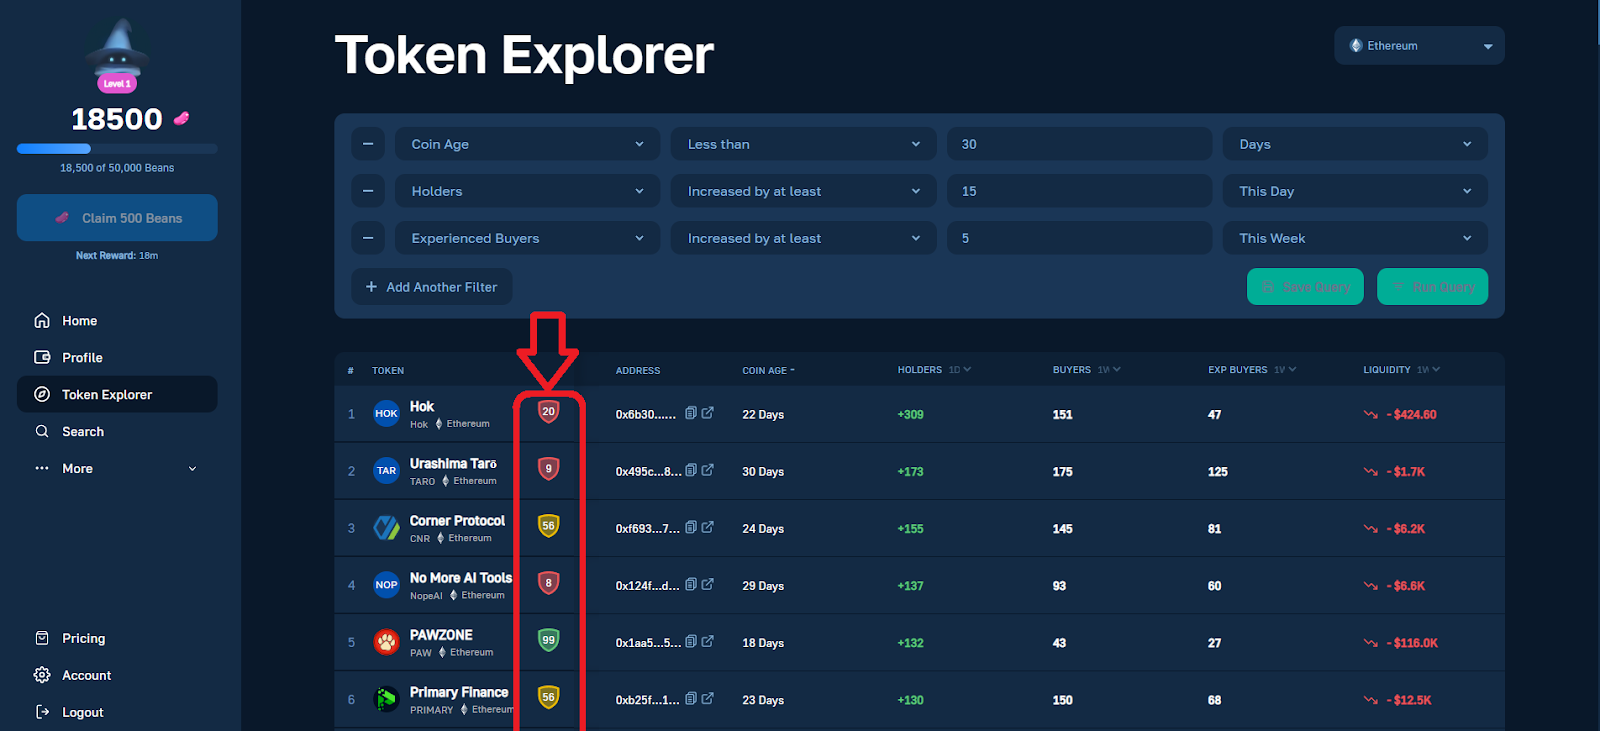 Level 1
18500
18,500 of 50,000 Beans
Claim 500 Beans
Next Reward: 18m
Home
Profile
Token Explorer
Search
More
Pricing
Account
Logout
Token Explorer
Ethereum
Coin Age Less than 30 Days
Holders Increased by at least 15 This Day
Experienced Buyers Increased by at least 5 This Week
Add Another Filter Save Query Run Query
# TOKEN ADDRESS COIN AGE HOLDERS 1D BUYERS 1W EXP BUYERS 1W LIQUIDITY 1W
1 HOK Hok 20 0x6b30...... 22 Days +309 151 47 - $424.60
Hok Ethereum
2 TAR Urashima Tarō 9 0x495c...8... 30 Days +173 175 125 - $1.7K
TARO Ethereum
3 Corner Protocol 56 0xf693...7... 24 Days +155 145 81 - $6.2K
CNR Ethereum
4 NOP No More AI Tools 8 0x124f...d... 29 Days +137 93 60 - $6.6K
NopeAI Ethereum
5 PAWZONE 99 0x1aa5...5... 18 Days +132 43 27 - $116.0K
PAW Ethereum
6 Primary Finance 56 0xb25f...1... 23 Days +130 150 68 - $12.5K
PRIMARY Ethereum